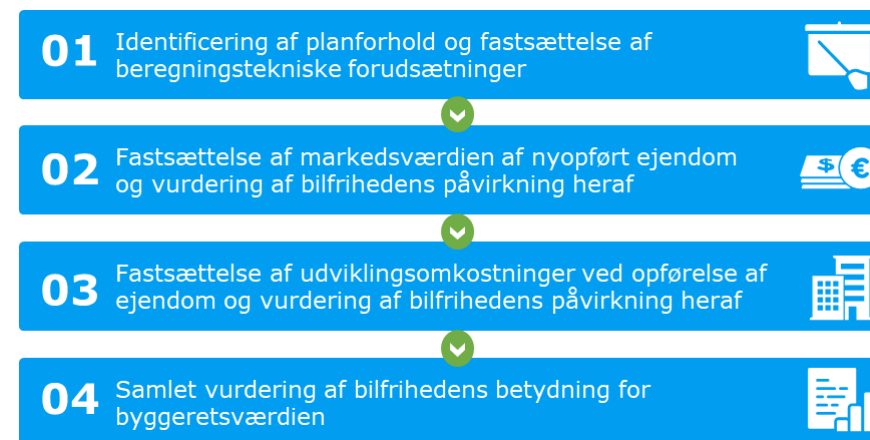 01 Identificering af planforhold og fastsættelse af
beregningstekniske forudsætninger
02 Fastsættelse af markedsværdien af nyopført ejendom
og vurdering af bilfrihedens påvirkning heraf
$ €
03 Fastsættelse af udviklingsomkostninger ved opførelse af
ejendom og vurdering af bilfrihedens påvirkning heraf
04 Samlet vurdering af bilfrihedens betydning for
byggeretsværdien